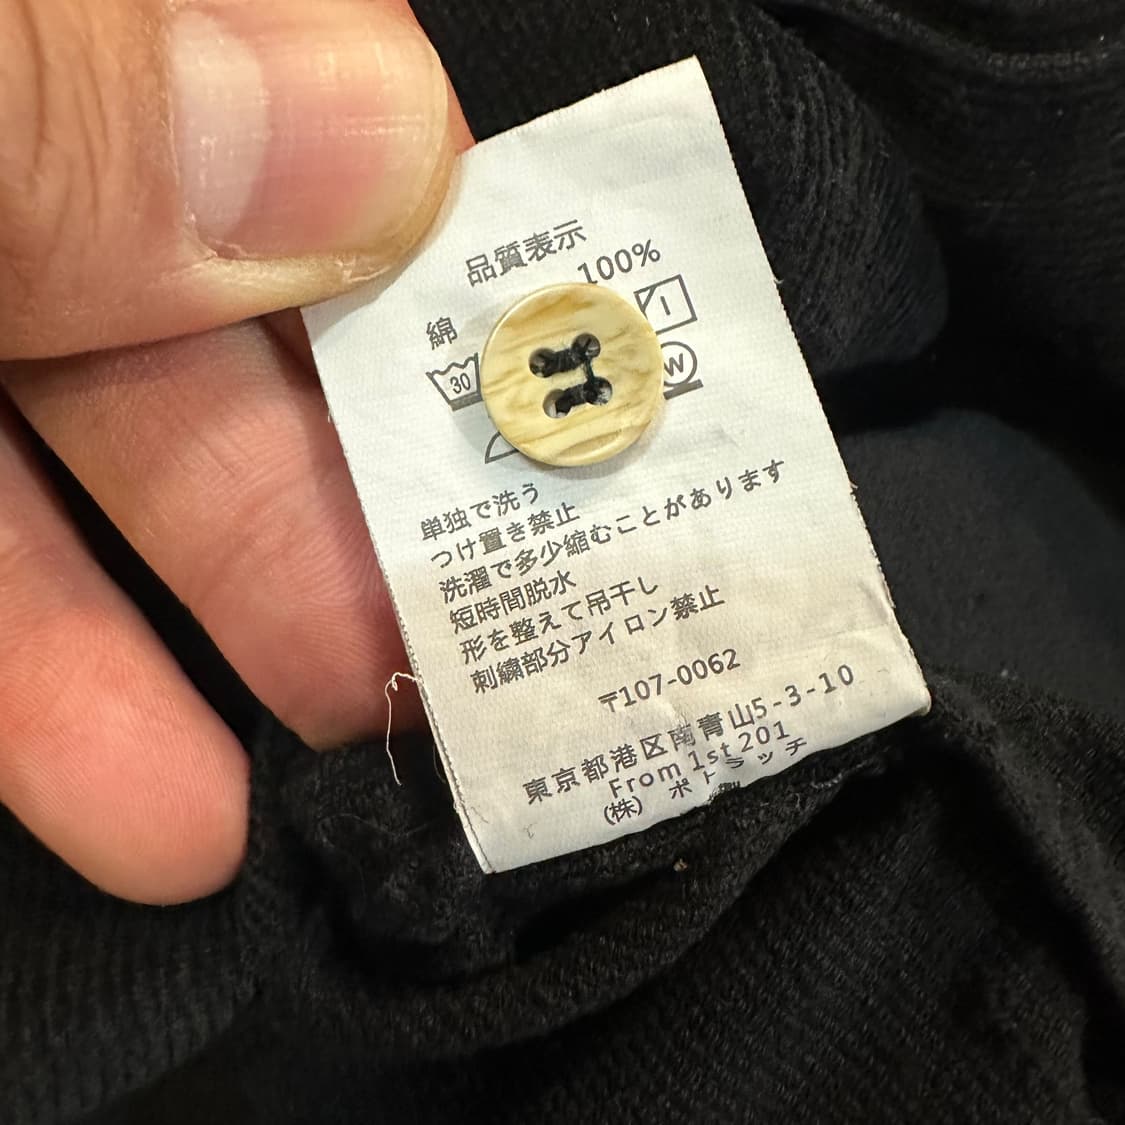 品質表示
綿 100%
30
W
単独で洗う
つけ置き禁止
洗濯で多少縮むことがあります
短時間脱水
形を整えて吊干し
刺繍部分アイロン禁止
〒107-0062
東京都港区南青山5-3-10
From 1st 201
(株) ポトラッチ